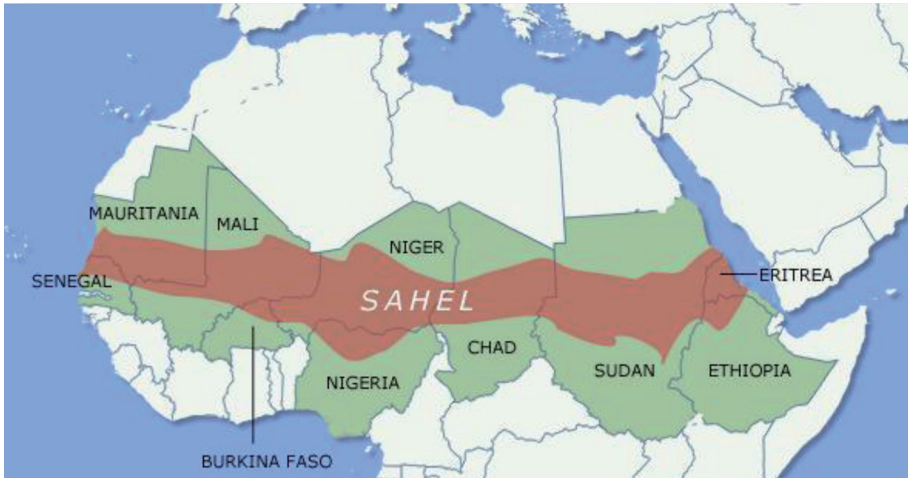 MAURITANIA
MALI
NIGER
SENEGAL
ERITREA
SAHEL
CHAD
NIGERIA
SUDAN
ETHIOPIA
BURKINA FASO